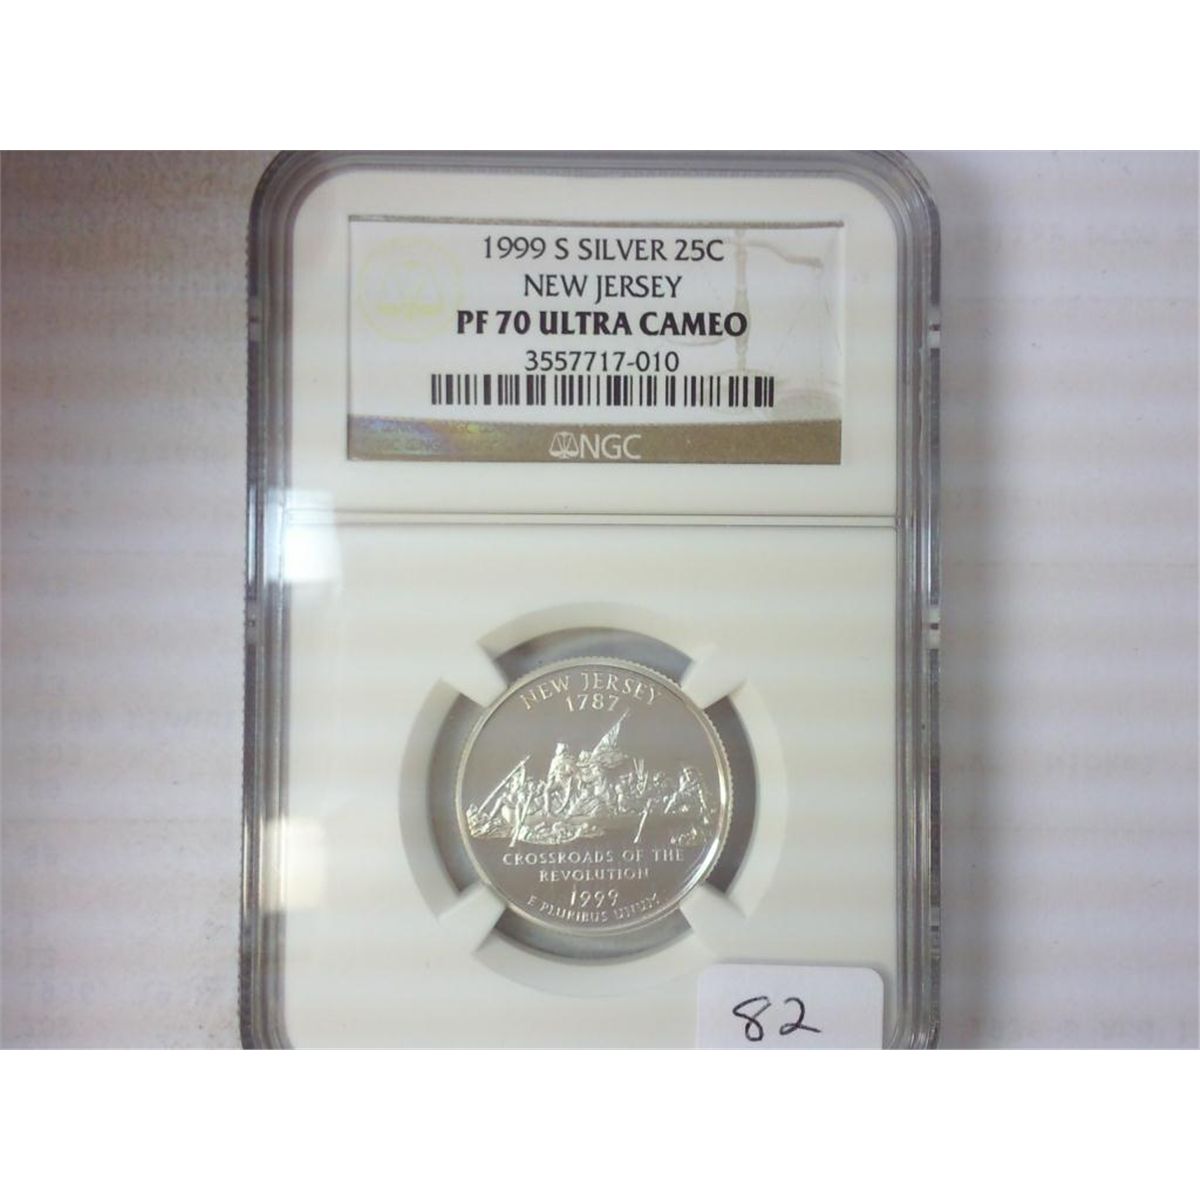 1999 S SILVER 25C
NEW JERSEY
PF 70 ULTRA CAMEO
3557717-010
NGC
NEW JERSEY
1787
CROSSROADS OF THE
REVOLUTION
1999
E PLURIBUS UNUM
82